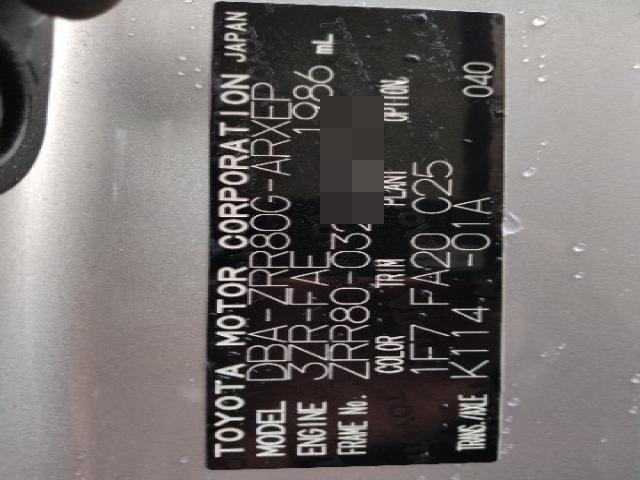 TOYOTA MOTOR CORPORATION JAPAN
MODEL DBA-ZRR80G-ARXEP
ENGINE 3ZR-FAE 1986 mL
FRAME No. ZRR80-032
COLOR TRIM PLANT OPTION
1F7 FA20 C25
TRANS./AXLE K114 -01A 040